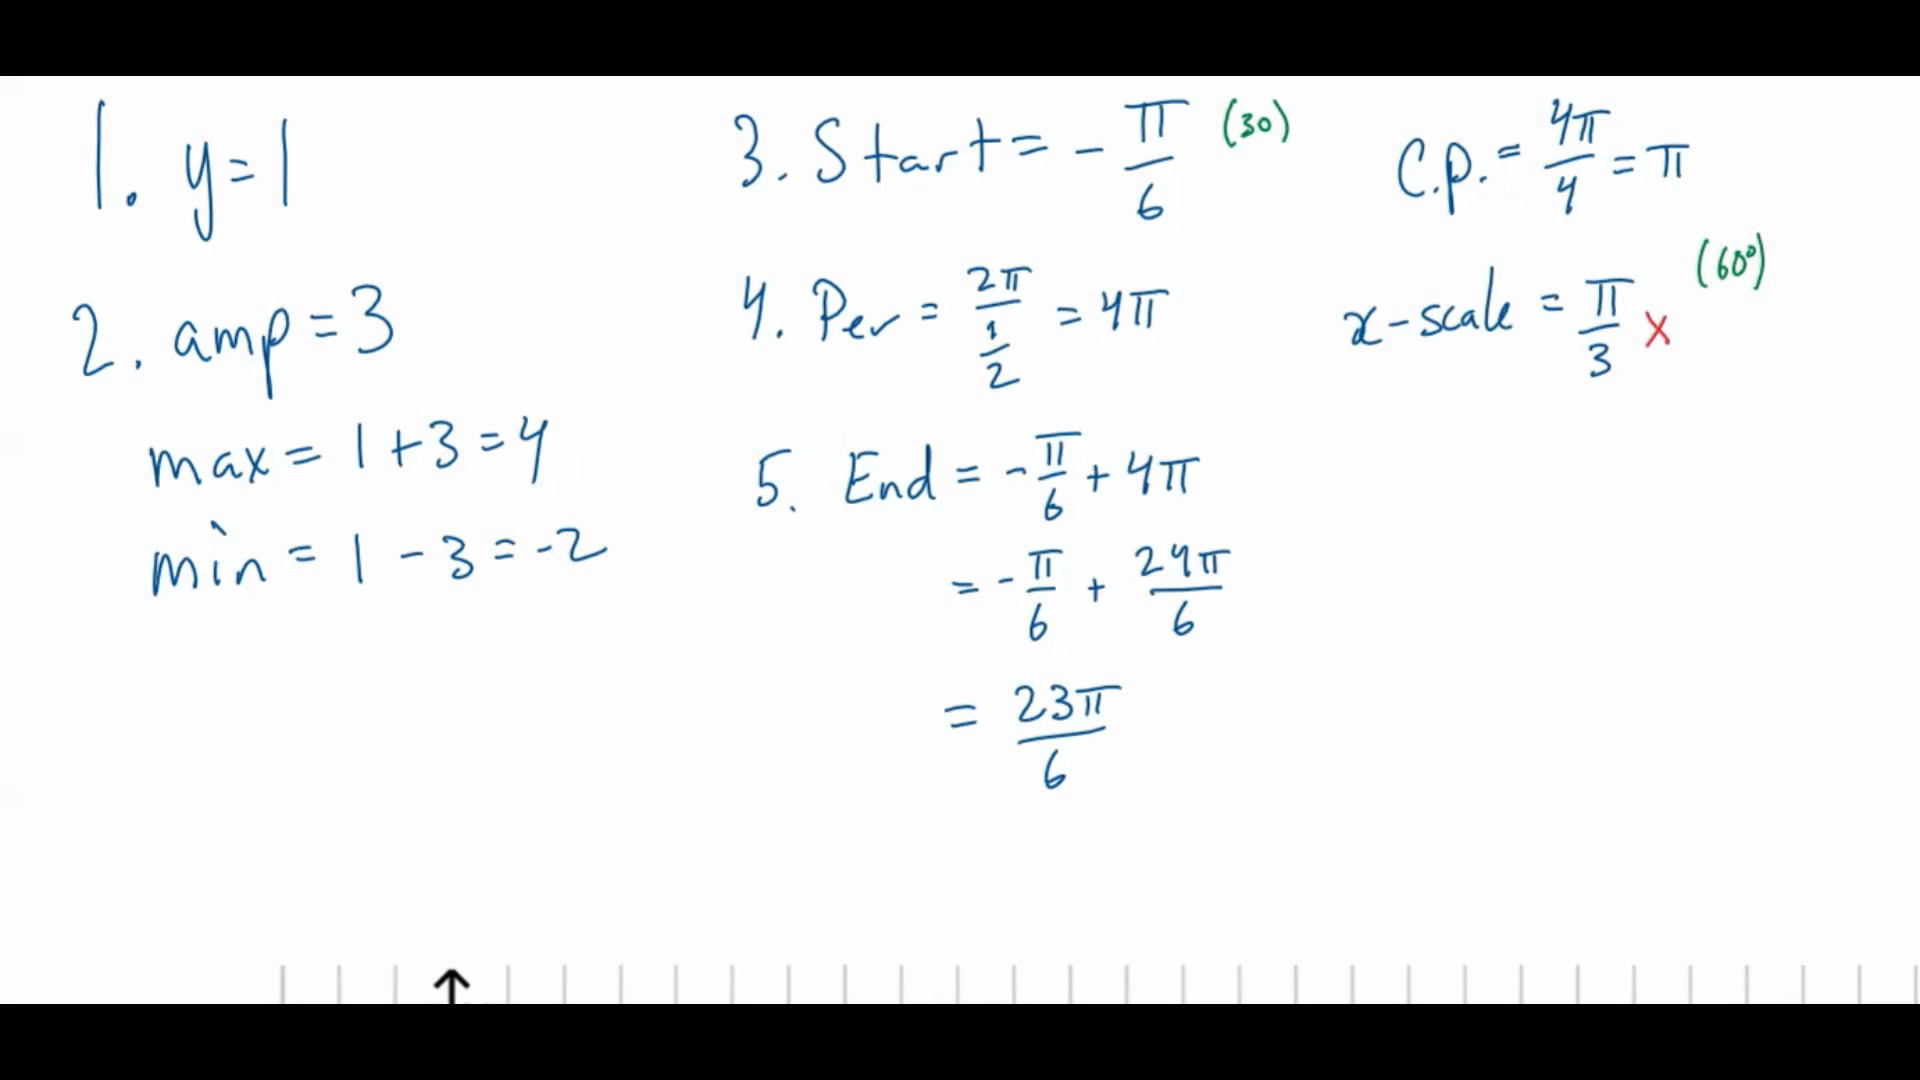 1. y=1
2. amp=3
max = 1+3=4
min = 1-3=-2
3. Start= -π/6 (30)
4. Per = 2π/(1/2) = 4π
5. End = -π/6 + 4π
= -π/6 + 24π/6
= 23π/6
C.p. = 4π/4 = π
x-scale = π/3 x (60°)